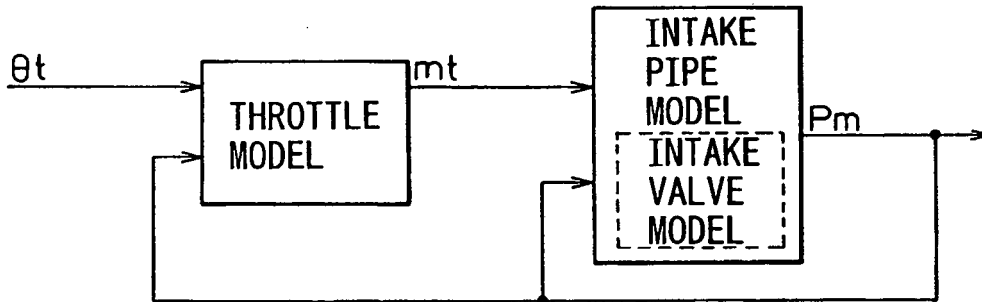 θt
THROTTLE
MODEL
mt
INTAKE
PIPE
MODEL
INTAKE
VALVE
MODEL
Pm